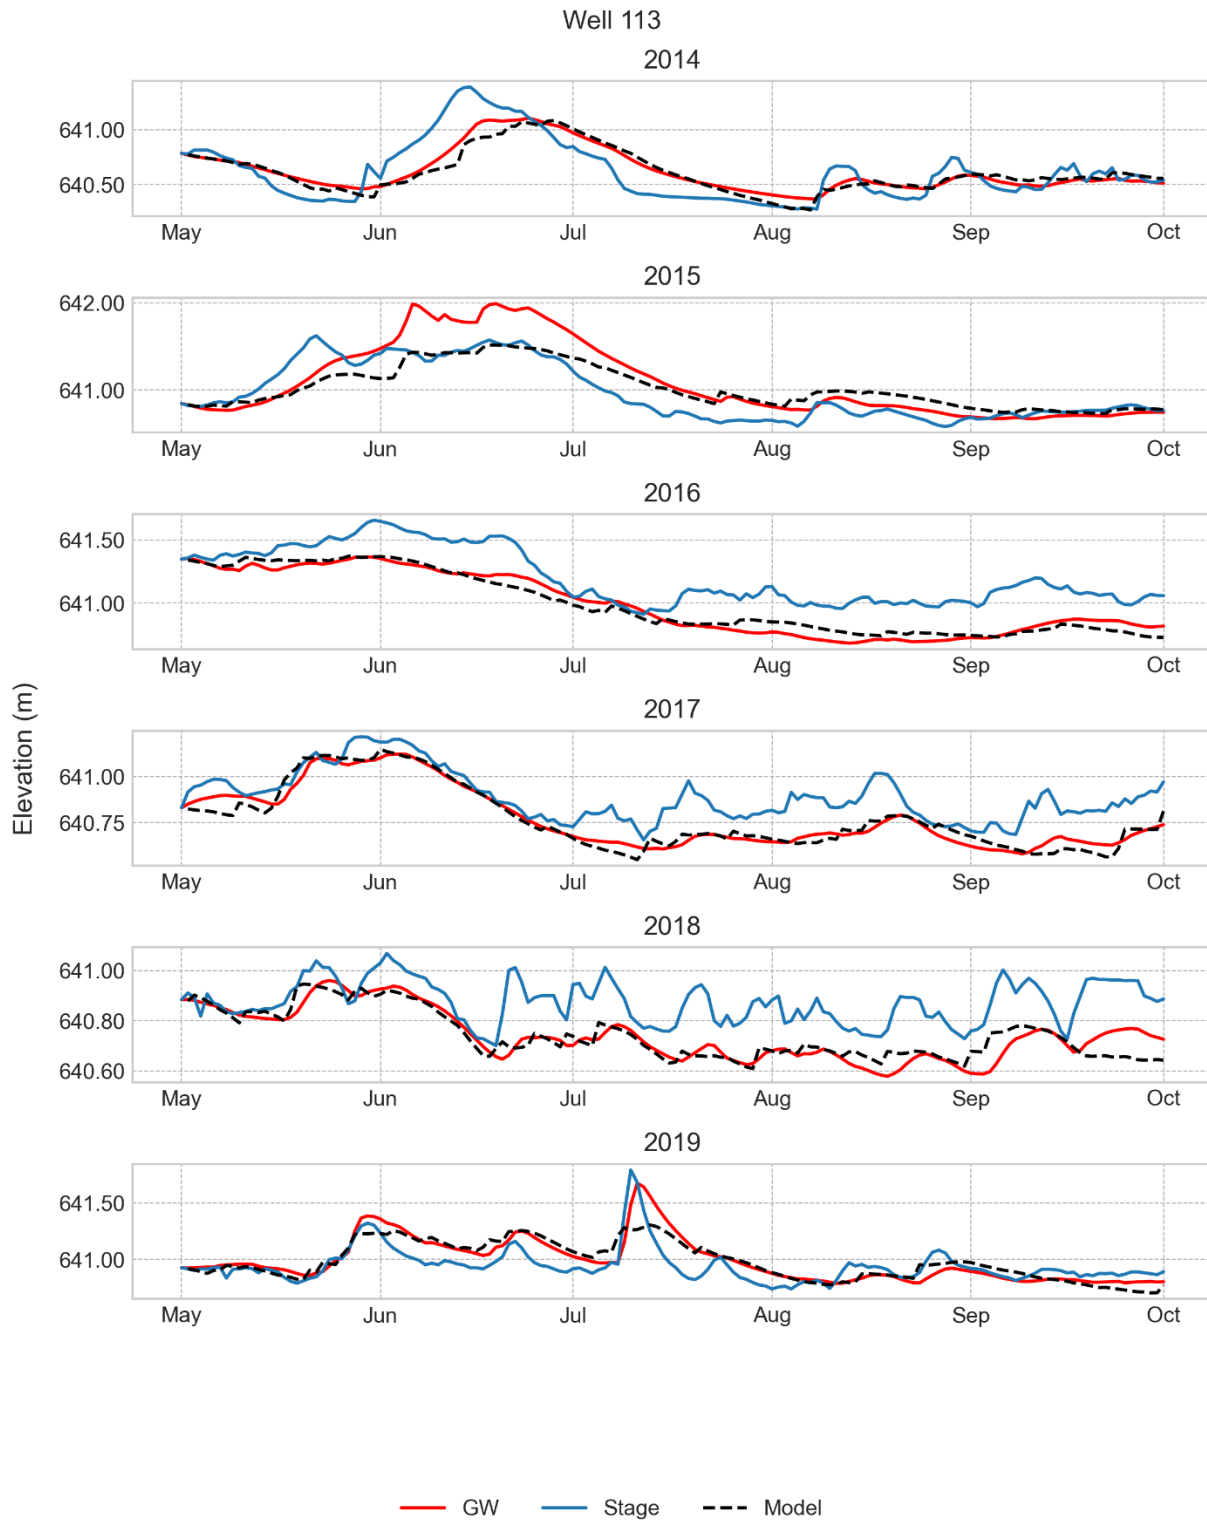 Well 113
2014
641.00
640.50
May Jun Jul Aug Sep Oct
2015
642.00
641.00
May Jun Jul Aug Sep Oct
2016
641.50
641.00
May Jun Jul Aug Sep Oct
Elevation (m)
2017
641.00
640.75
May Jun Jul Aug Sep Oct
2018
641.00
640.80
640.60
May Jun Jul Aug Sep Oct
2019
641.50
641.00
May Jun Jul Aug Sep Oct
GW Stage Model